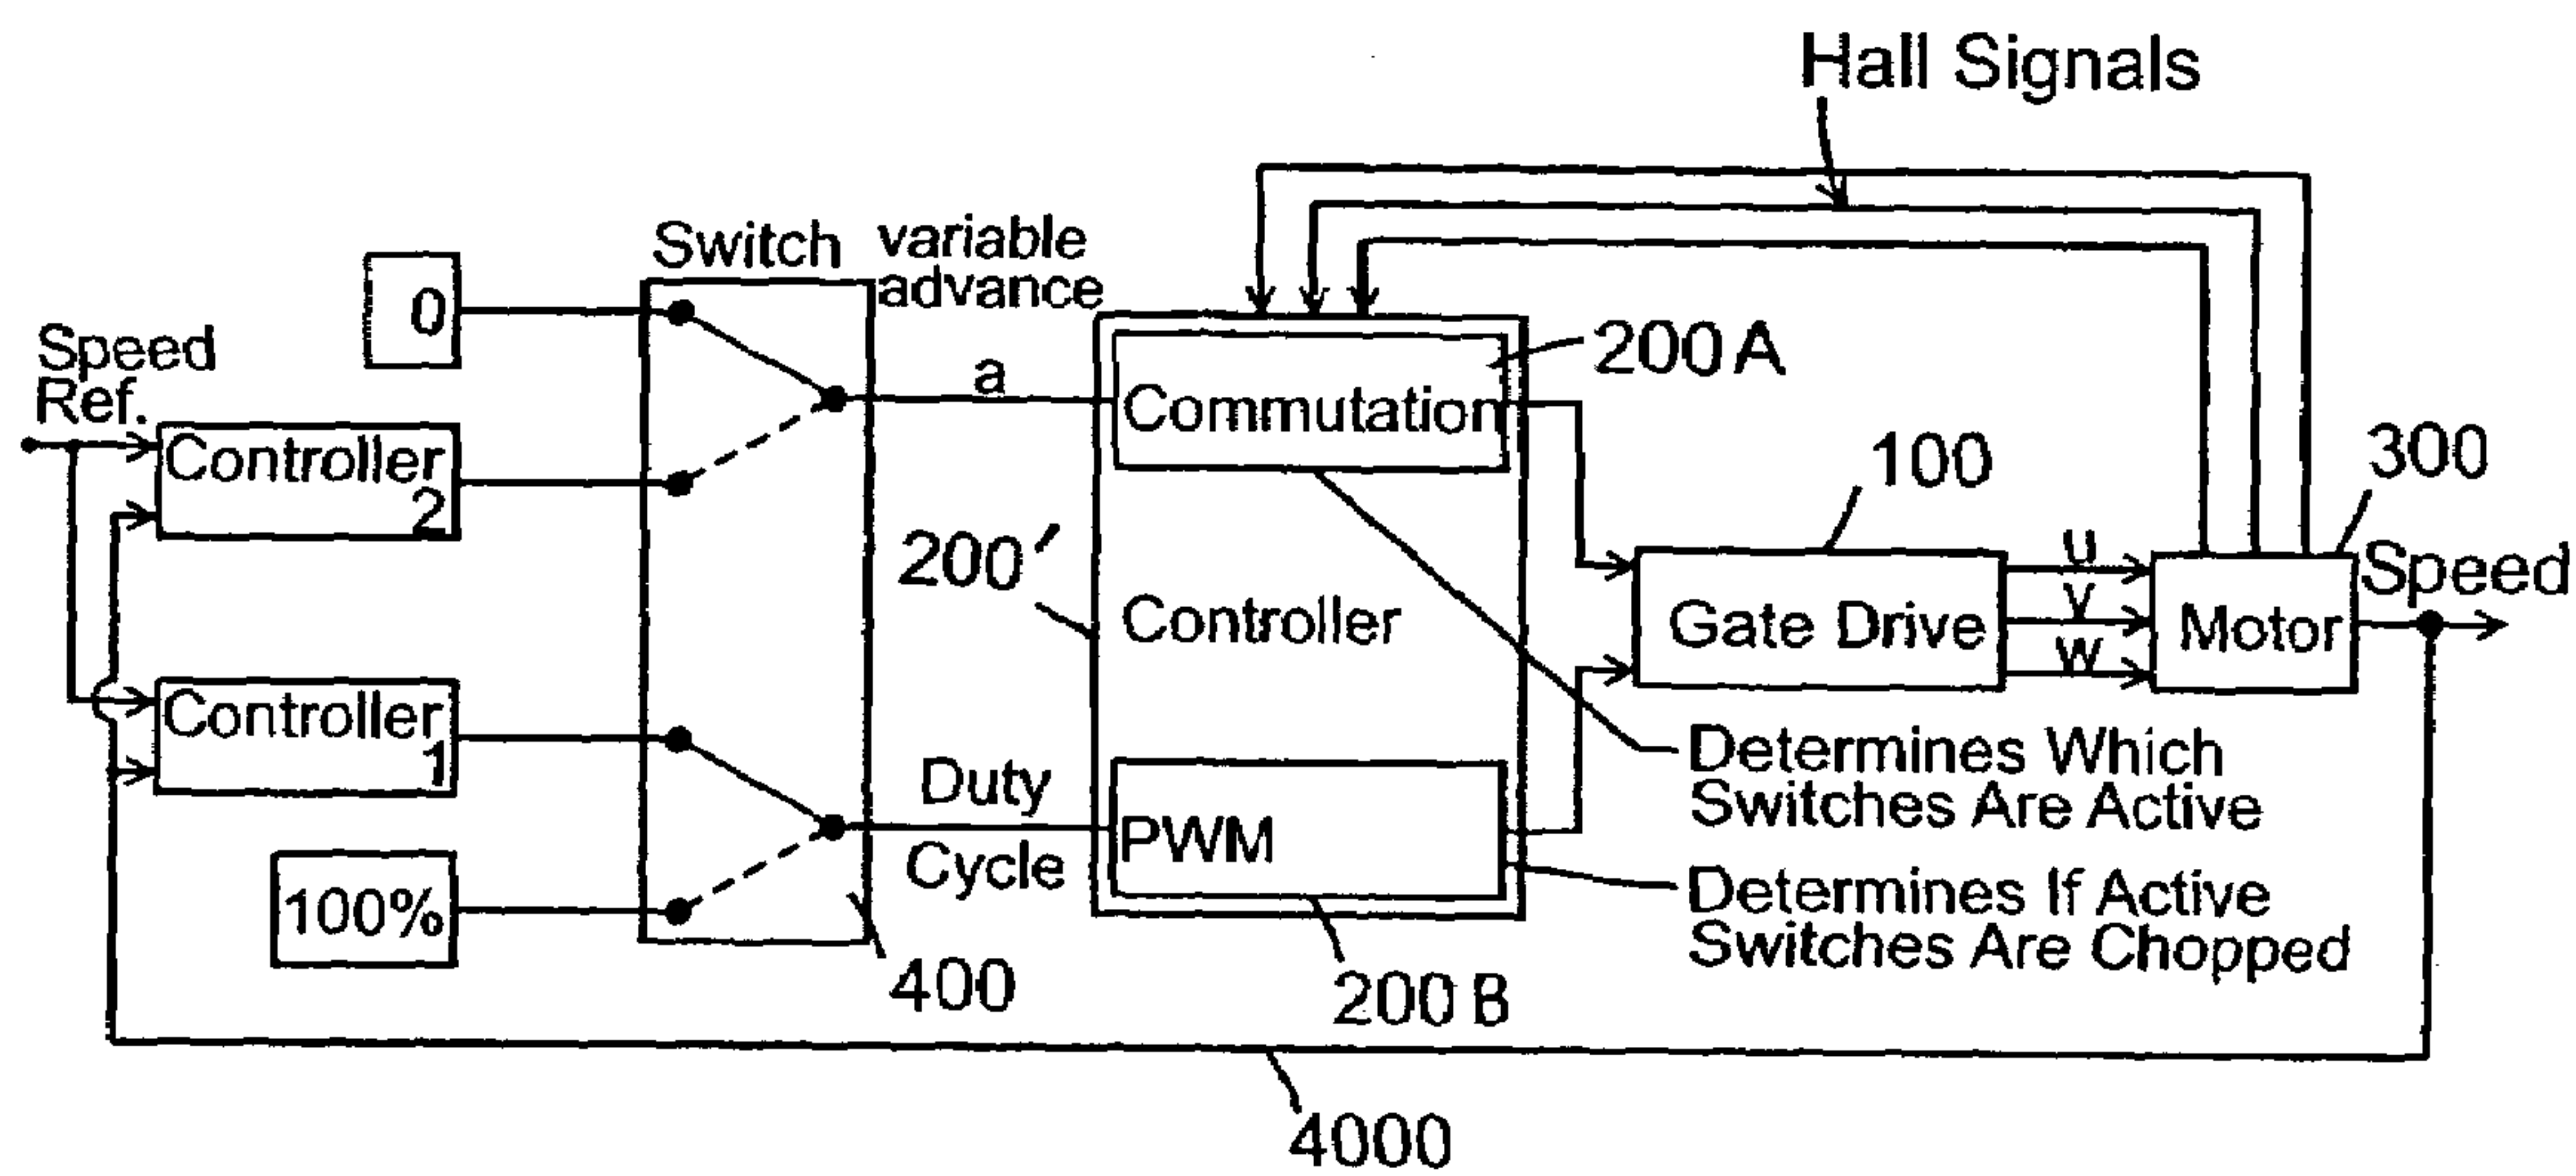 Hall Signals
Switch
variable
advance
0
Speed
Ref.
a
200 A
Commutation
Controller
2
100
300
200'
u
v
w
Speed
Controller
Gate Drive
Motor
Controller
1
Duty
Cycle
PWM
Determines Which
Switches Are Active
100%
Determines If Active
Switches Are Chopped
400
200 B
4000